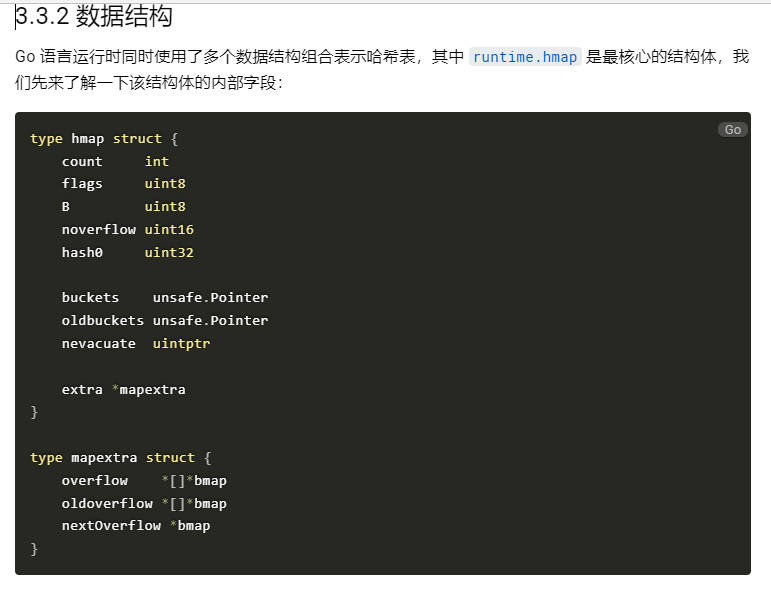 3.3.2 数据结构
Go 语言运行时同时使用了多个数据结构组合表示哈希表，其中 runtime.hmap 是最核心的结构体，我
们先来了解一下该结构体的内部字段：
Go
type hmap struct {
    count     int
    flags     uint8
    B         uint8
    noverflow uint16
    hash0     uint32

    buckets    unsafe.Pointer
    oldbuckets unsafe.Pointer
    nevacuate  uintptr

    extra *mapextra
}

type mapextra struct {
    overflow    *[]*bmap
    oldoverflow *[]*bmap
    nextOverflow *bmap
}